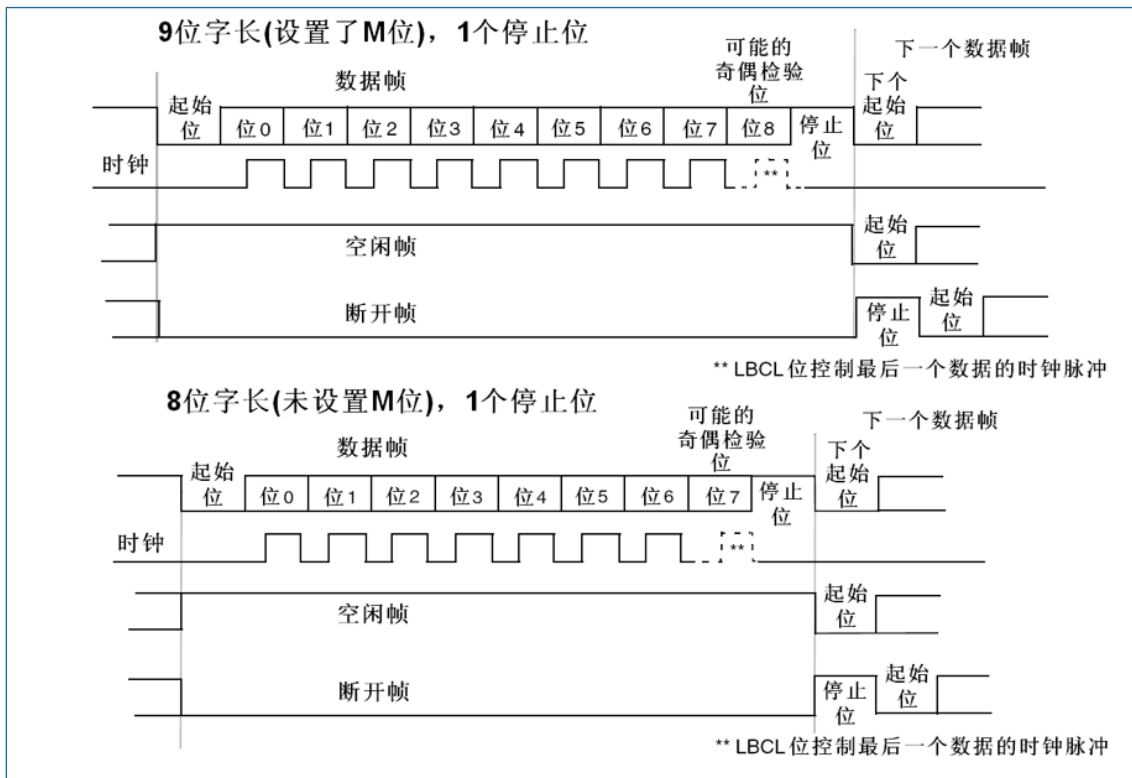 9位字长(设置了M位)，1个停止位
可能的
奇偶检验
位
下一个数据帧
数据帧
下个
起始
位
起始
位
位0
位1
位2
位3
位4
位5
位6
位7
位8
停止
位
时钟
**
空闲帧
起始
位
断开帧
停止
位
起始
位
** LBCL位控制最后一个数据的时钟脉冲
8位字长(未设置M位)，1个停止位
可能的
奇偶检验
位
下一个数据帧
数据帧
下个
起始
位
起始
位
位0
位1
位2
位3
位4
位5
位6
位7
停止
位
时钟
**
空闲帧
起始
位
断开帧
停止
位
起始
位
** LBCL位控制最后一个数据的时钟脉冲